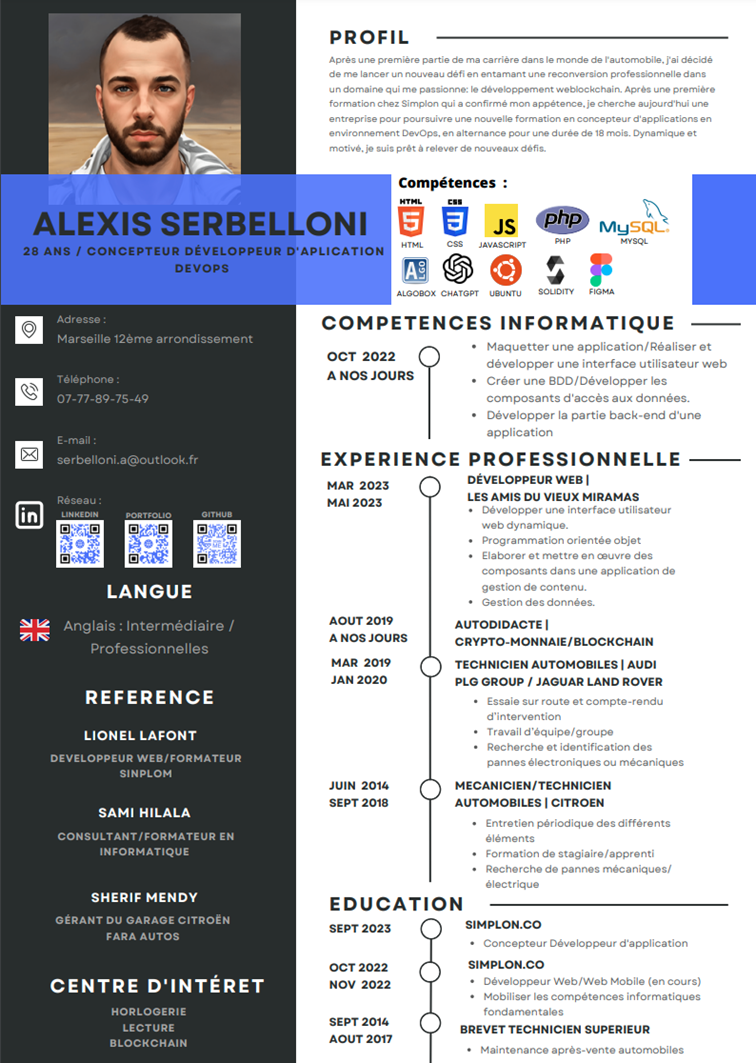 PROFIL
Après une première partie de ma carrière dans le monde de l'automobile, j'ai décidé
de me lancer un nouveau défi en entamant une reconversion professionnelle dans
un domaine qui me passionne: le développement weblockchain. Après une première
formation chez Simplon qui a confirmé mon appétence, je cherche aujourd'hui une
entreprise pour poursuivre une nouvelle formation en concepteur d'applications en
environnement DevOps, en alternance pour une durée de 18 mois. Dynamique et
motivé, je suis prêt à relever de nouveaux défis.
ALEXIS SERBELLONI
28 ANS / CONCEPTEUR DÉVELOPPEUR D'APLICATION
DEVOPS
Compétences :
HTML
5
HTML
CSS
3
CSS
JS
JAVASCRIPT
php
PHP
MySQL
MYSQL
ALGO
ALGOBOX
CHATGPT
UBUNTU
SOLIDITY
FIGMA
Adresse :
Marseille 12ème arrondissement
Téléphone :
07-77-89-75-49
E-mail :
serbelloni.a@outlook.fr
Réseau :
in
LINKEDIN
PORTFOLIO
GITHUB
LANGUE
Anglais : Intermédiaire /
Professionnelles
REFERENCE
LIONEL LAFONT
DEVELOPPEUR WEB/FORMATEUR
SINPLOM
SAMI HILALA
CONSULTANT/FORMATEUR EN
INFORMATIQUE
SHERIF MENDY
GÉRANT DU GARAGE CITROËN
FARA AUTOS
CENTRE D'INTÉRET
HORLOGERIE
LECTURE
BLOCKCHAIN
COMPETENCES INFORMATIQUE
OCT 2022
A NOS JOURS
• Maquetter une application/Réaliser et
développer une interface utilisateur web
• Créer une BDD/Développer les
composants d'accès aux données.
• Développer la partie back-end d'une
application
EXPERIENCE PROFESSIONNELLE
MAR 2023
MAI 2023
DÉVELOPPEUR WEB |
LES AMIS DU VIEUX MIRAMAS
• Développer une interface utilisateur
web dynamique.
• Programmation orientée objet
• Elaborer et mettre en œuvre des
composants dans une application de
gestion de contenu.
• Gestion des données.
AOUT 2019
A NOS JOURS
AUTODIDACTE |
CRYPTO-MONNAIE/BLOCKCHAIN
MAR 2019
JAN 2020
TECHNICIEN AUTOMOBILES | AUDI
PLG GROUP / JAGUAR LAND ROVER
• Essaie sur route et compte-rendu
d'intervention
• Travail d'équipe/groupe
• Recherche et identification des
pannes électroniques ou mécaniques
JUIN 2014
SEPT 2018
MECANICIEN/TECHNICIEN
AUTOMOBILES | CITROEN
• Entretien périodique des différents
éléments
• Formation de stagiaire/apprenti
• Recherche de pannes mécaniques/
électrique
EDUCATION
SEPT 2023
SIMPLON.CO
• Concepteur Développeur d'application
OCT 2022
NOV 2022
SIMPLON.CO
• Développeur Web/Web Mobile (en cours)
• Mobiliser les compétences informatiques
fondamentales
SEPT 2014
AOUT 2017
BREVET TECHNICIEN SUPERIEUR
• Maintenance après-vente automobiles